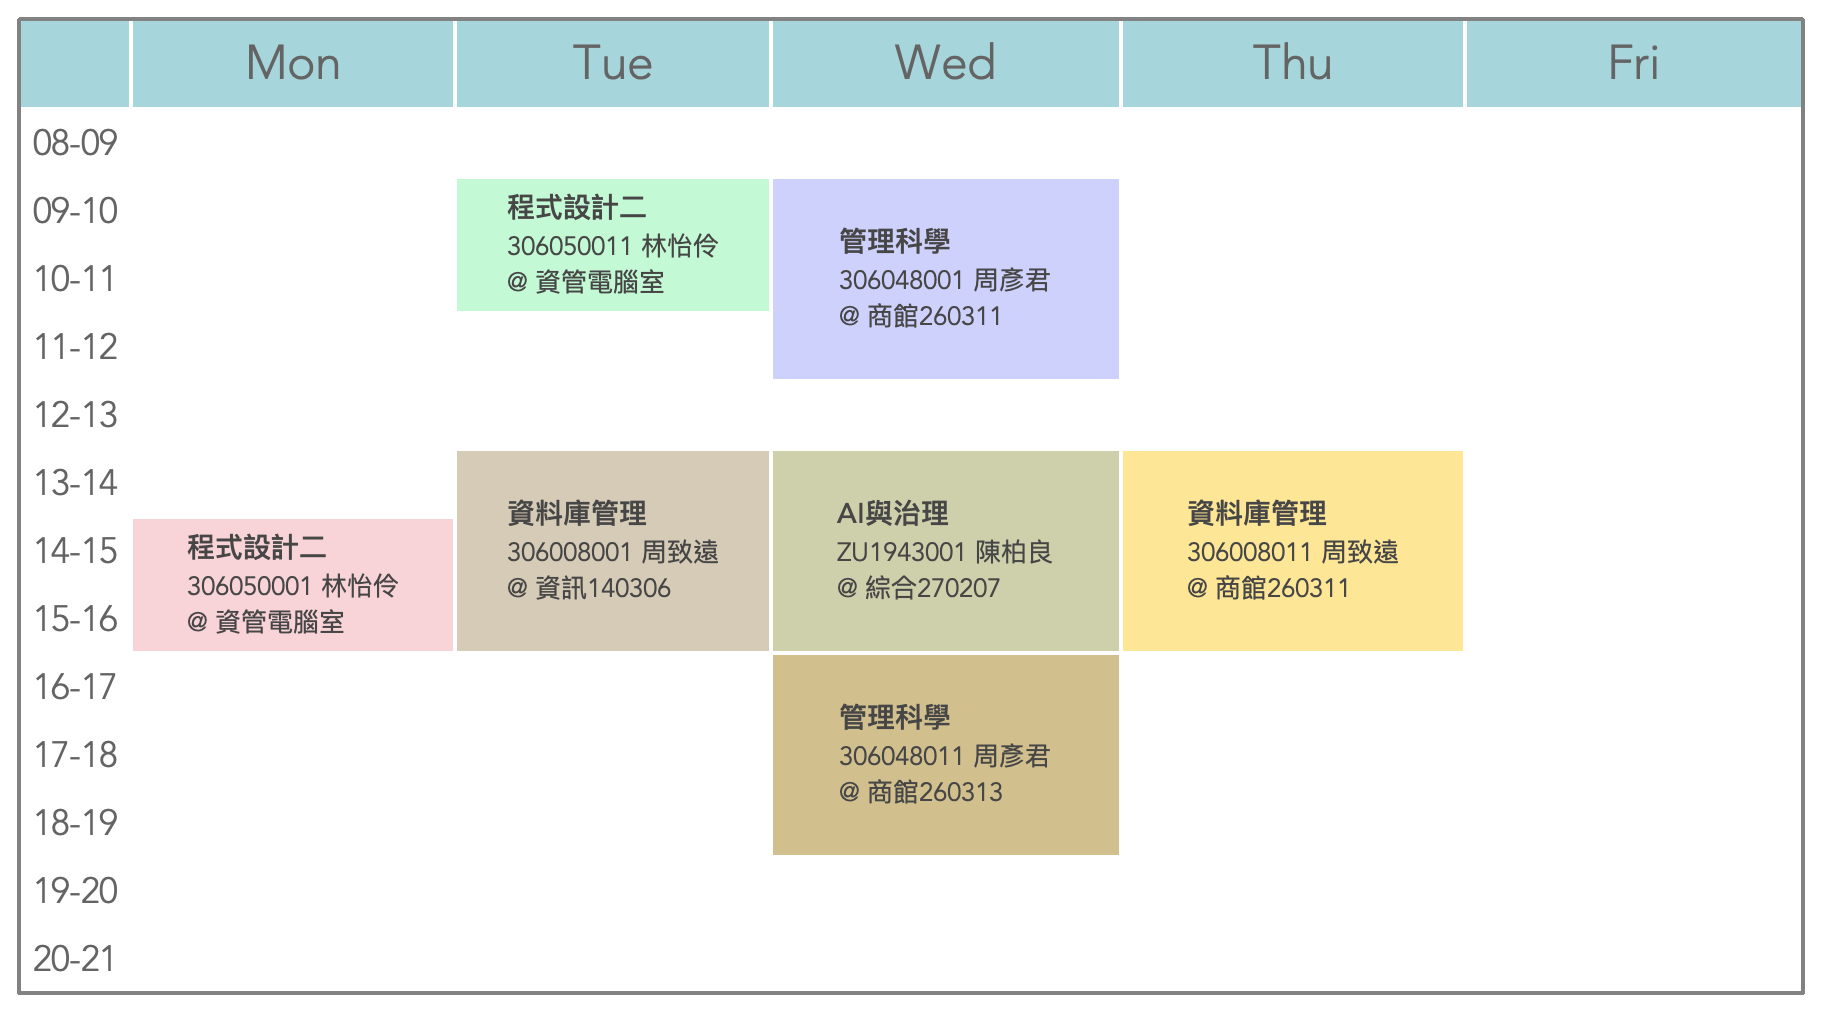 Mon Tue Wed Thu Fri
08-09
09-10
10-11
11-12
12-13
13-14
14-15
15-16
16-17
17-18
18-19
19-20
20-21
程式設計二
306050001 林怡伶
@ 資管電腦室
程式設計二
306050011 林怡伶
@ 資管電腦室
資料庫管理
306008001 周致遠
@ 資訊140306
管理科學
306048001 周彥君
@ 商館260311
AI與治理
ZU1943001 陳柏良
@ 綜合270207
管理科學
306048011 周彥君
@ 商館260313
資料庫管理
306008011 周致遠
@ 商館260311